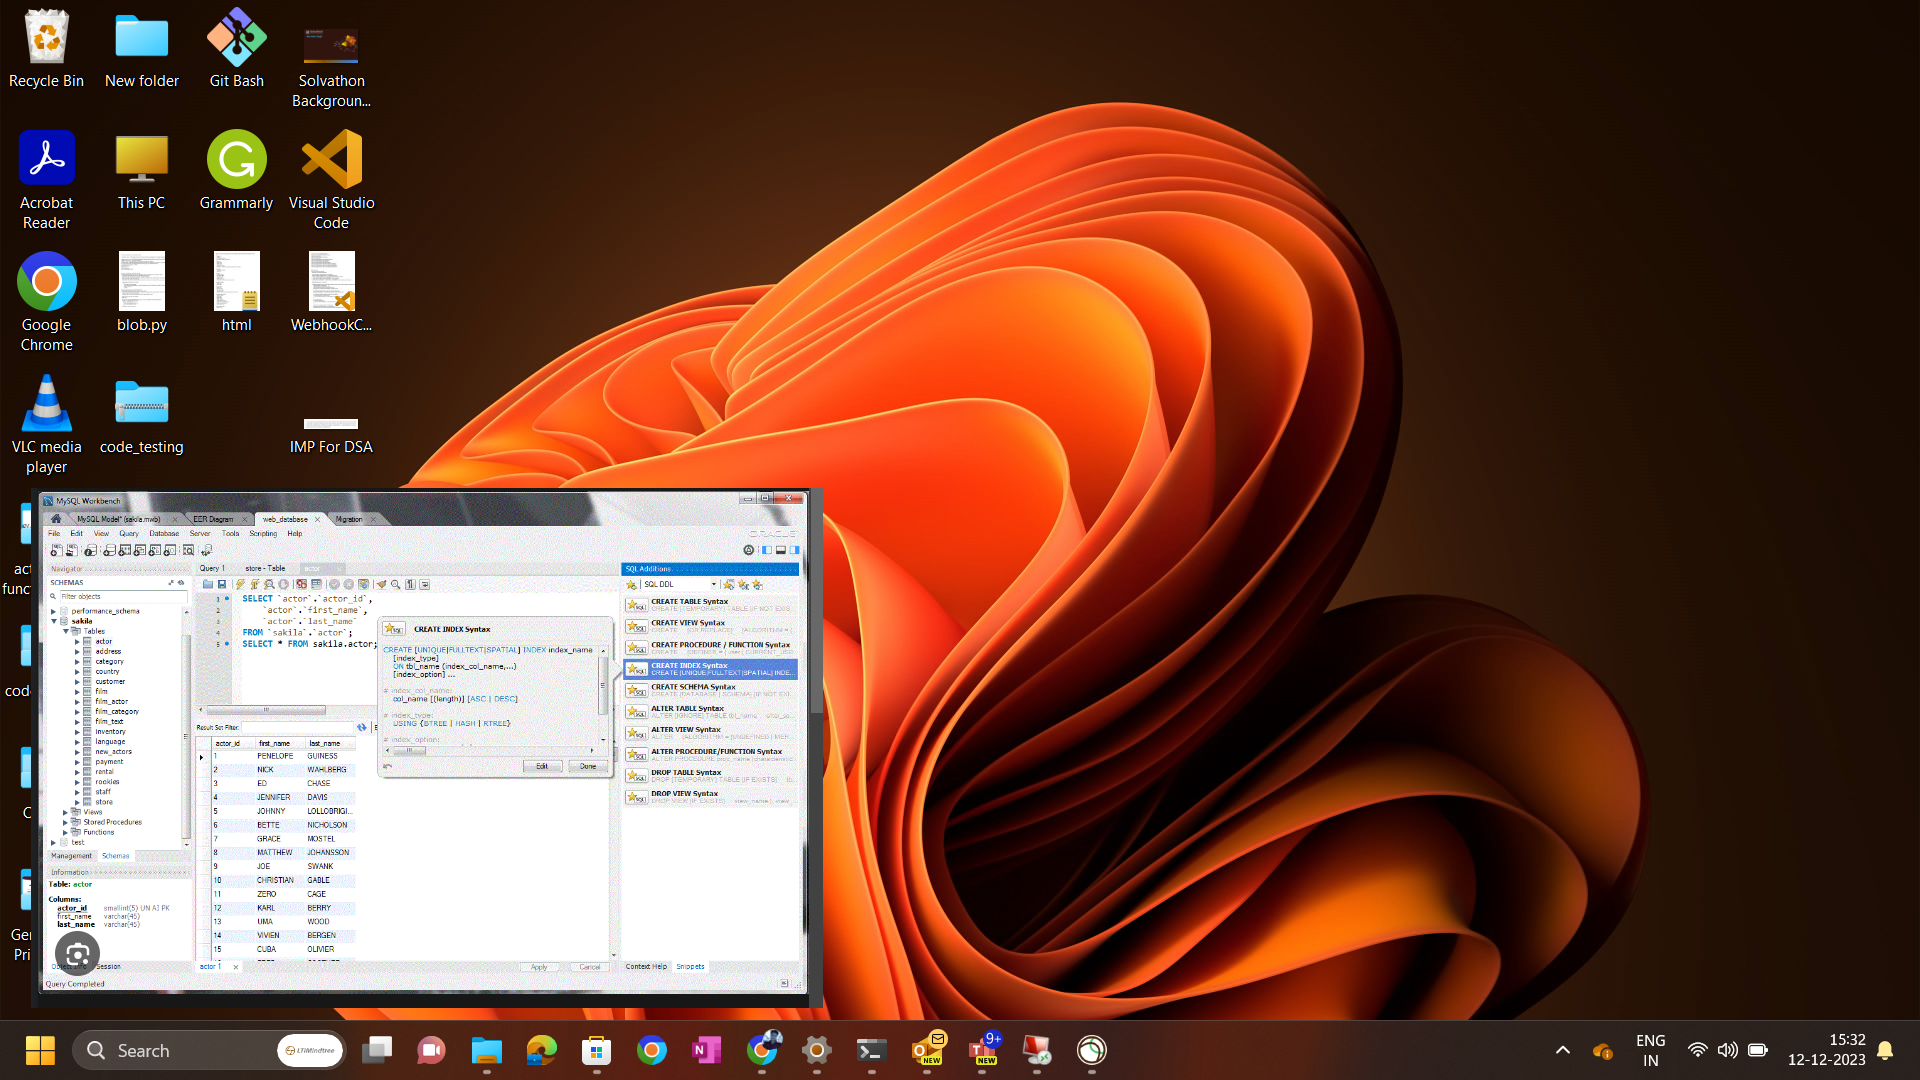 Recycle Bin
New folder
Git Bash
Solvathon
Backgroun...
Acrobat
Reader
This PC
Grammarly
Visual Studio
Code
Google
Chrome
blob.py
html
WebhookC...
VLC media
player
code_testing
IMP For DSA
MySQL Workbench
MySQL Model* (sakila.mwb)
EER Diagram
web_database
Migration
File Edit View Query Database Server Tools Scripting Help
ORACLE
Navigator
SCHEMAS
Filter objects
performance_schema
sakila
Tables
actor
address
category
country
customer
film
film_actor
film_category
film_text
inventory
language
new_actors
payment
rental
rookies
staff
store
Views
Stored Procedures
Functions
test
Management Schemas
Information
Table: actor
Columns:
actor_id smallint(5) UN AI PK
first_name varchar(45)
last_name varchar(45)
Session
Query Completed
Query 1
store - Table
actor
1 SELECT `actor`.`actor_id`,
2 `actor`.`first_name`,
3 `actor`.`last_name`
4 FROM `sakila`.`actor`;
5 SELECT * FROM sakila.actor;
Result Set Filter:
actor_id first_name last_name
1 PENELOPE GUINESS
2 NICK WAHLBERG
3 ED CHASE
4 JENNIFER DAVIS
5 JOHNNY LOLLOBRIGI...
6 BETTE NICHOLSON
7 GRACE MOSTEL
8 MATTHEW JOHANSSON
9 JOE SWANK
10 CHRISTIAN GABLE
11 ZERO CAGE
12 KARL BERRY
13 UMA WOOD
14 VIVIEN BERGEN
15 CUBA OLIVIER
actor 1
Apply
Cancel
CREATE INDEX Syntax
CREATE [UNIQUE|FULLTEXT|SPATIAL] INDEX index_name
[index_type]
ON tbl_name (index_col_name,...)
[index_option] ...
# index_col_name:
col_name [(length)] [ASC | DESC]
# index_type:
USING {BTREE | HASH | RTREE}
# index_option:
Edit
Done
SQL Additions
SQL DDL
CREATE TABLE Syntax
CREATE [TEMPORARY] TABLE [IF NOT EXIS...
CREATE VIEW Syntax
CREATE PROCEDURE / FUNCTION Syntax
CREATE INDEX Syntax
CREATE [UNIQUE|FULLTEXT|SPATIAL] INDE...
CREATE SCHEMA Syntax
ALTER TABLE Syntax
ALTER VIEW Syntax
ALTER PROCEDURE/FUNCTION Syntax
DROP TABLE Syntax
DROP VIEW Syntax
Context Help
Snippets
Search
LTIMindtree
NEW
9+
NEW
ENG
IN
15:32
12-12-2023